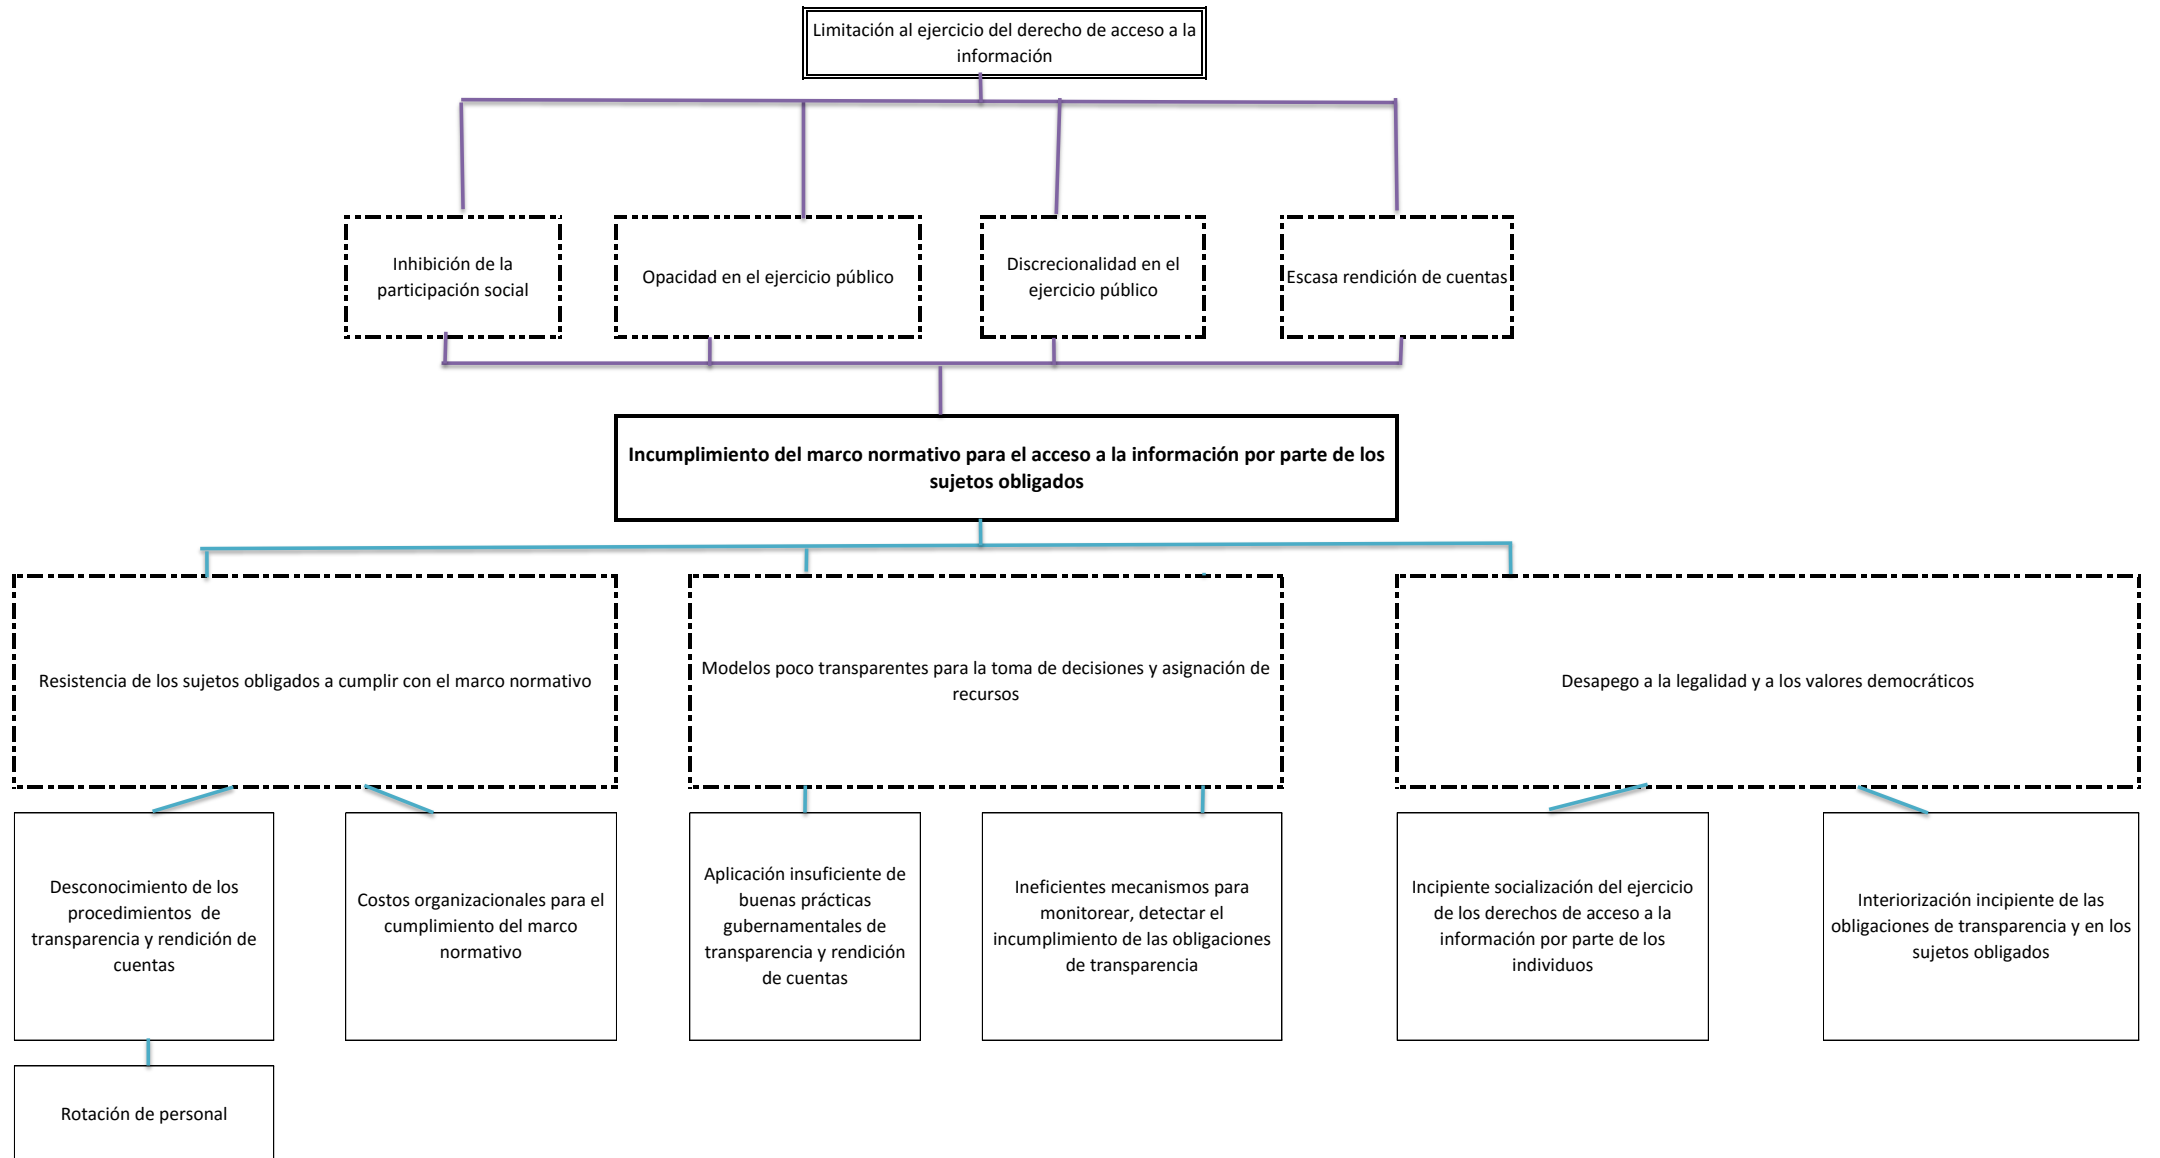 Limitación al ejercicio del derecho de acceso a la
información
Inhibición de la
participación social
Opacidad en el ejercicio público
Discrecionalidad en el
ejercicio público
Escasa rendición de cuentas
Incumplimiento del marco normativo para el acceso a la información por parte de los
sujetos obligados
Resistencia de los sujetos obligados a cumplir con el marco normativo
Modelos poco transparentes para la toma de decisiones y asignación de
recursos
Desapego a la legalidad y a los valores democráticos
Desconocimiento de los
procedimientos  de
transparencia y rendición de
cuentas
Costos organizacionales para el
cumplimiento del marco
normativo
Aplicación insuficiente de
buenas prácticas
gubernamentales de
transparencia y rendición
de cuentas
Ineficientes mecanismos para
monitorear, detectar el
incumplimiento de las obligaciones
de transparencia
Incipiente socialización del ejercicio
de los derechos de acceso a la
información por parte de los
individuos
Interiorización incipiente de las
obligaciones de transparencia y en los
sujetos obligados
Rotación de personal